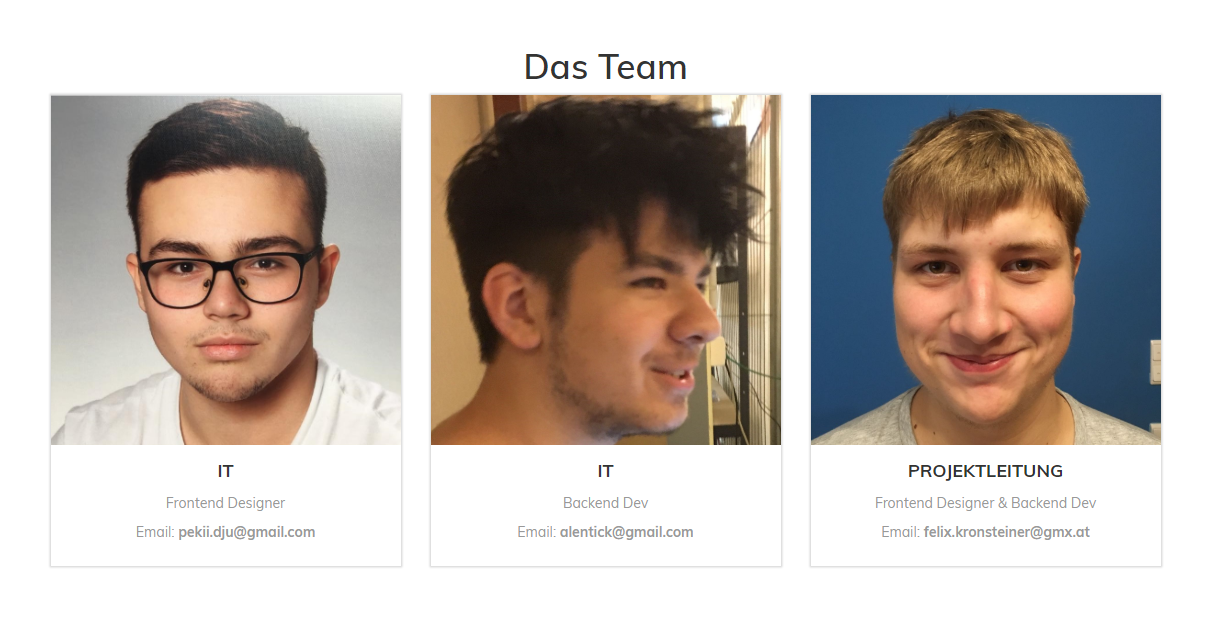 Das Team
IT
Frontend Designer
Email: pekii.dju@gmail.com
IT
Backend Dev
Email: alentick@gmail.com
PROJEKTLEITUNG
Frontend Designer & Backend Dev
Email: felix.kronsteiner@gmx.at